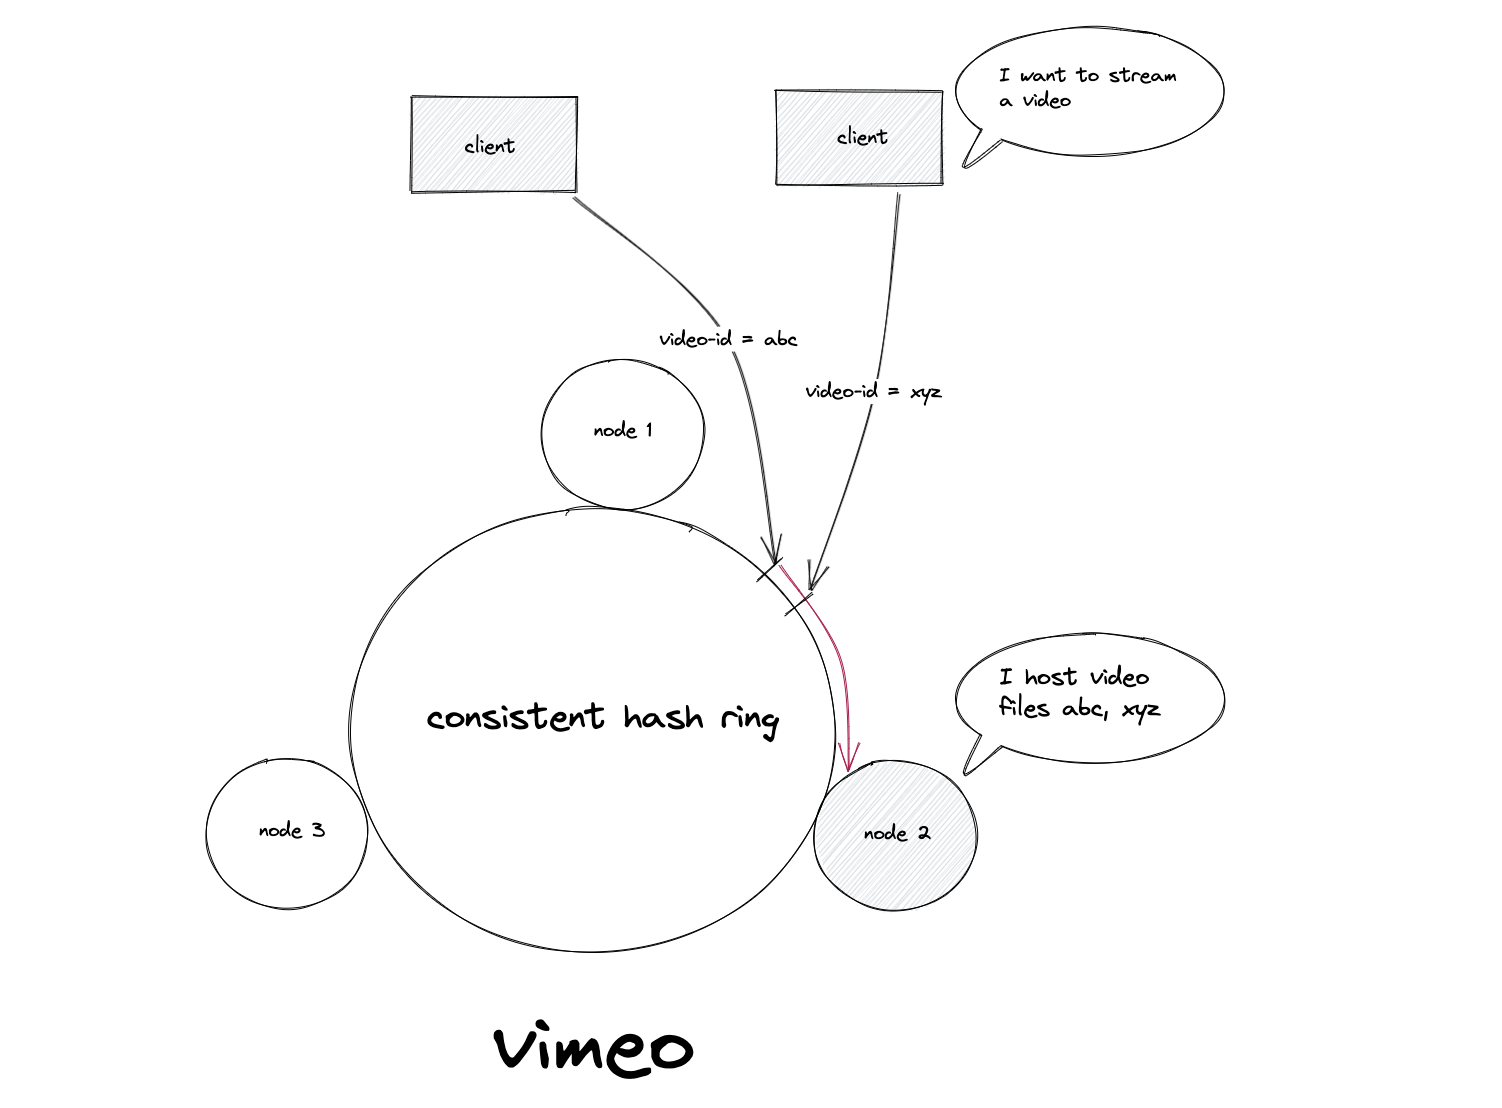 I want to stream
a video
client
client
video-id = abc
video-id = xyz
node 1
I host video
files abc, xyz
consistent hash ring
node 3
node 2
vimeo